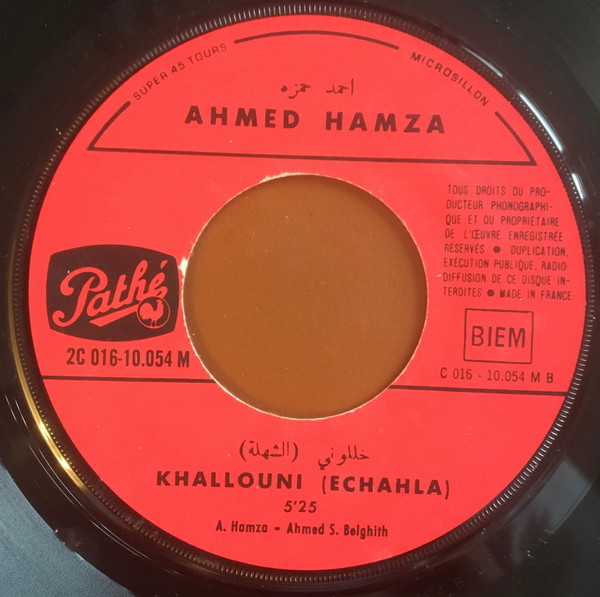 SUPER 45 TOURS
MICROSILLON
احمد حمزه
AHMED HAMZA
TOUS DROITS DU PRO-
DUCTEUR PHONOGRAPHI-
QUE ET DU PROPRIÉTAIRE
DE L'ŒUVRE ENREGISTRÉE
RÉSERVÉS ● DUPLICATION,
EXÉCUTION PUBLIQUE, RADIO-
DIFFUSION DE CE DISQUE IN-
TERDITES ● MADE IN FRANCE
Pathé
2C 016-10.054 M
BIEM
C 016 - 10.054 M B
خللوني (الشهلة)
KHALLOUNI (ECHAHLA)
5'25
A. Hamza - Ahmed S. Belghith